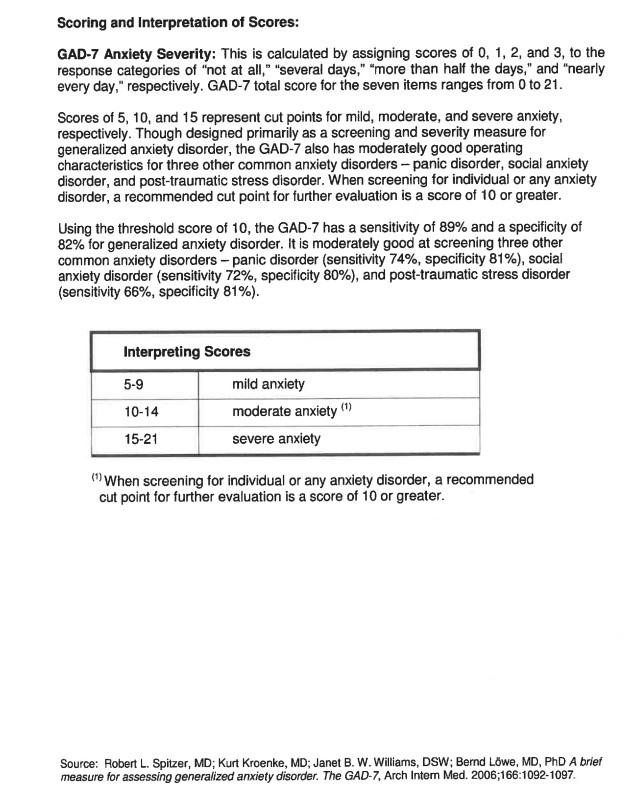 Scoring and Interpretation of Scores:
GAD-7 Anxiety Severity: This is calculated by assigning scores of 0, 1, 2, and 3, to the
response categories of "not at all," "several days," "more than half the days," and "nearly
every day," respectively. GAD-7 total score for the seven items ranges from 0 to 21.
Scores of 5, 10, and 15 represent cut points for mild, moderate, and severe anxiety,
respectively. Though designed primarily as a screening and severity measure for
generalized anxiety disorder, the GAD-7 also has moderately good operating
characteristics for three other common anxiety disorders – panic disorder, social anxiety
disorder, and post-traumatic stress disorder. When screening for individual or any anxiety
disorder, a recommended cut point for further evaluation is a score of 10 or greater.
Using the threshold score of 10, the GAD-7 has a sensitivity of 89% and a specificity of
82% for generalized anxiety disorder. It is moderately good at screening three other
common anxiety disorders – panic disorder (sensitivity 74%, specificity 81%), social
anxiety disorder (sensitivity 72%, specificity 80%), and post-traumatic stress disorder
(sensitivity 66%, specificity 81%).
Interpreting Scores
5-9 mild anxiety
10-14 moderate anxiety (1)
15-21 severe anxiety
(1) When screening for individual or any anxiety disorder, a recommended
cut point for further evaluation is a score of 10 or greater.
Source: Robert L. Spitzer, MD; Kurt Kroenke, MD; Janet B. W. Williams, DSW; Bernd Löwe, MD, PhD A brief
measure for assessing generalized anxiety disorder. The GAD-7, Arch Intern Med. 2006;166:1092-1097.